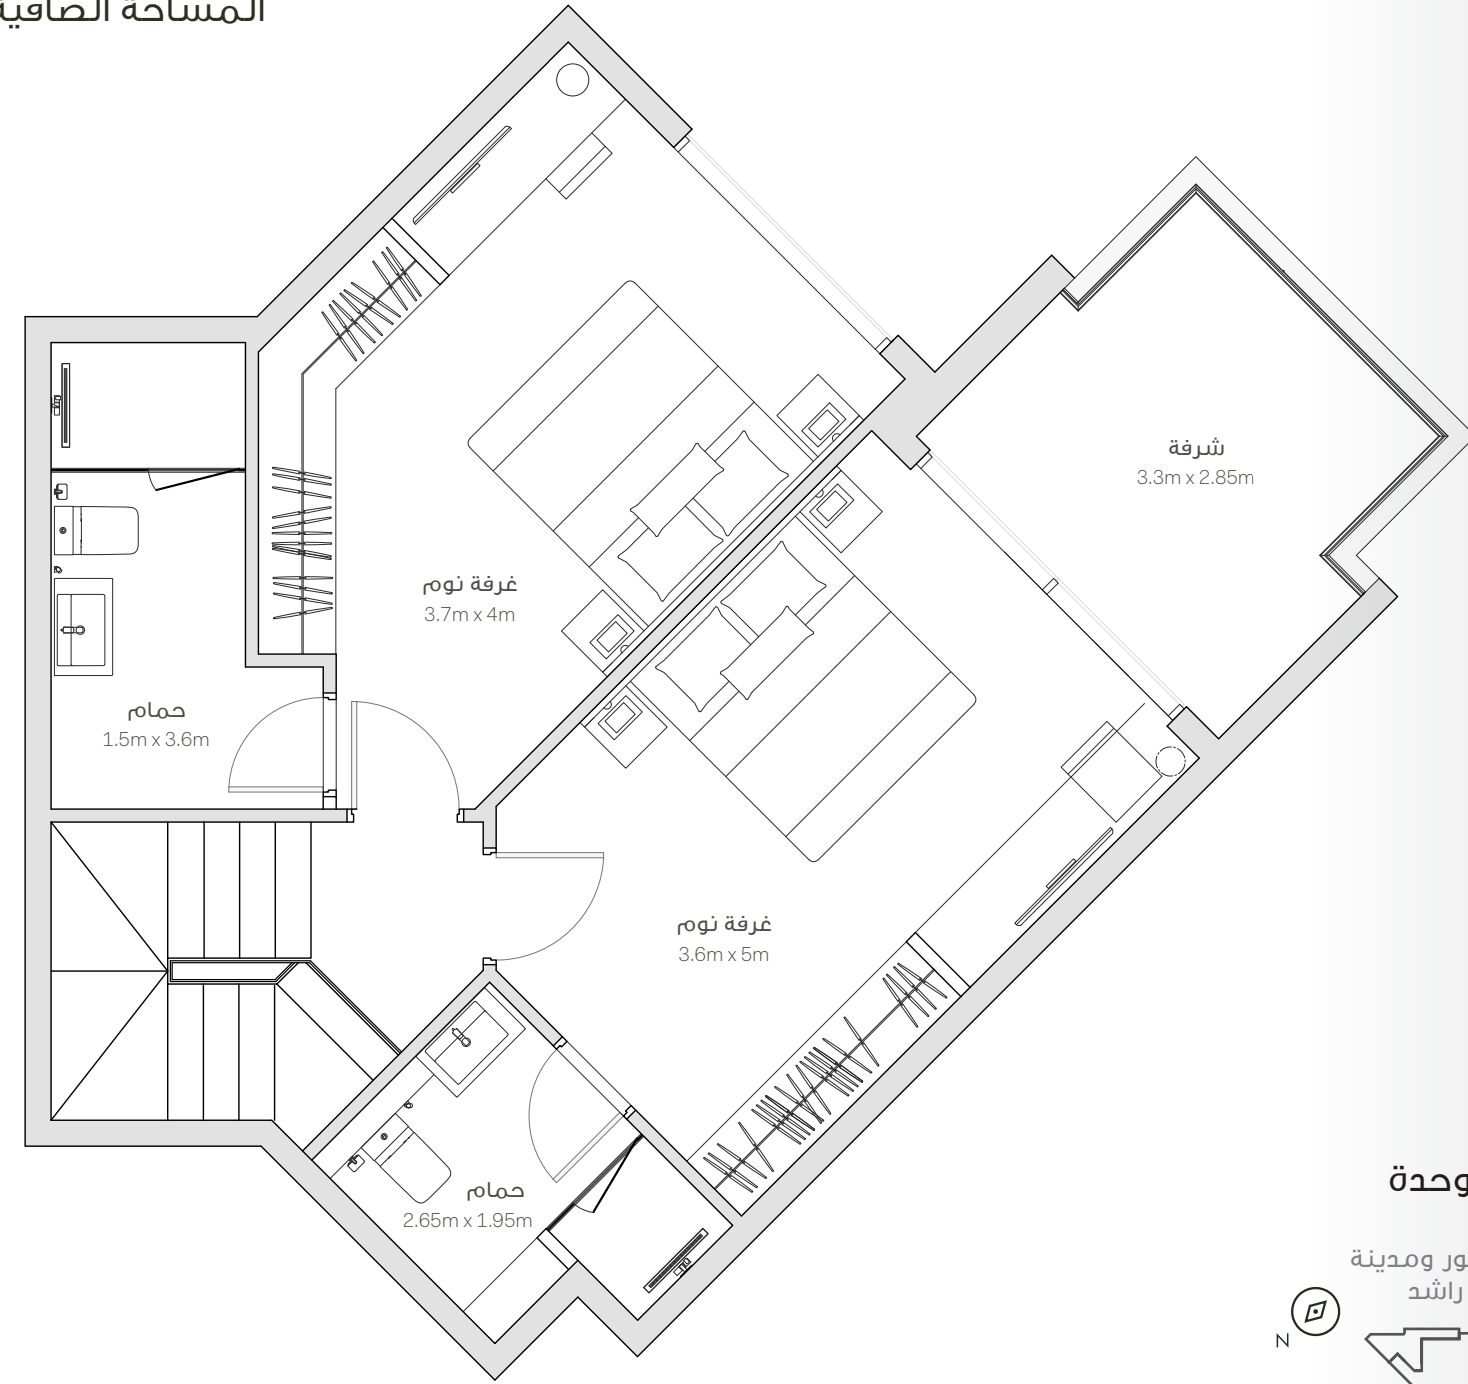 المساحة الصافية
شرفة
3.3m x 2.85m
غرفة نوم
3.7m x 4m
حمام
1.5m x 3.6m
غرفة نوم
3.6m x 5m
حمام
2.65m x 1.95m
وحدة
ومدينة
راشد
N